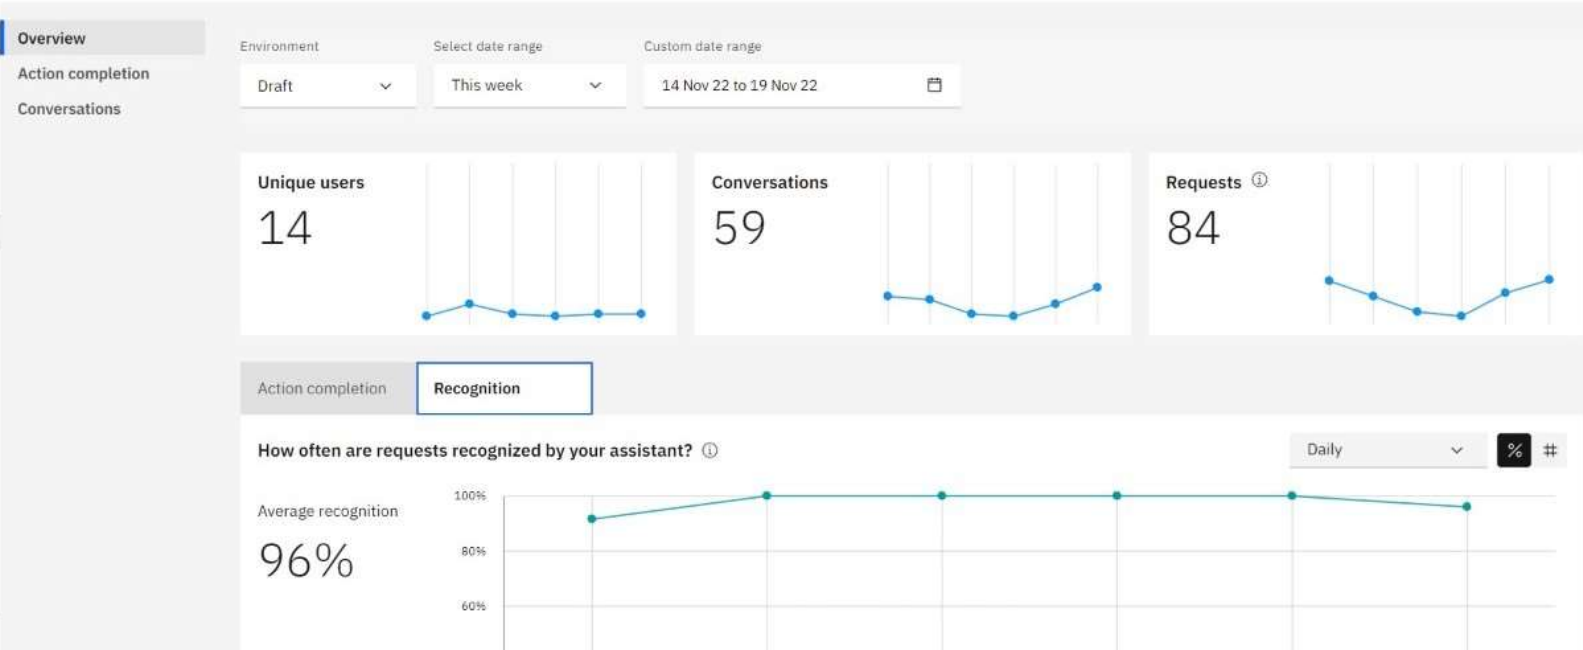 Overview
Action completion
Conversations
Environment
Select date range
Custom date range
Draft
This week
14 Nov 22 to 19 Nov 22
Unique users
14
Conversations
59
Requests
84
Action completion
Recognition
How often are requests recognized by your assistant?
Daily
%
#
Average recognition
96%
100%
80%
60%